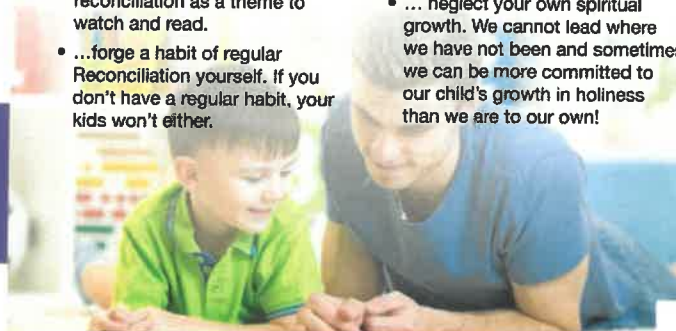 reconciliation as a theme to
watch and read.
• ...forge a habit of regular
Reconciliation yourself. If you
don't have a regular habit, your
kids won't either.
• ... neglect your own spiritual
growth. We cannot lead where
we have not been and sometimes
we can be more committed to
our child's growth in holiness
than we are to our own!